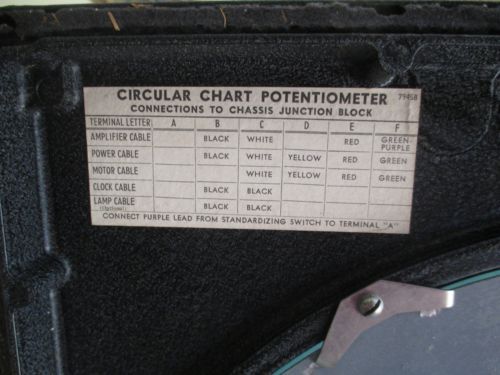 CIRCULAR CHART POTENTIOMETER 79458
CONNECTIONS TO CHASSIS JUNCTION BLOCK
TERMINAL LETTER: A B C D E F
AMPLIFIER CABLE BLACK WHITE RED GREEN-PURPLE
POWER CABLE BLACK WHITE YELLOW RED GREEN
MOTOR CABLE WHITE YELLOW RED GREEN
CLOCK CABLE BLACK BLACK
LAMP CABLE (Optional) BLACK BLACK
CONNECT PURPLE LEAD FROM STANDARDIZING SWITCH TO TERMINAL "A"